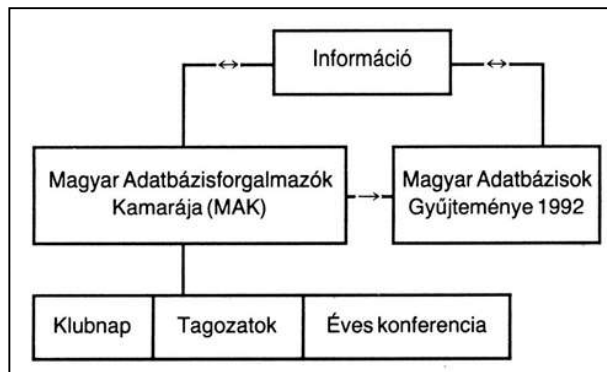 Információ
Magyar Adatbázisforgalmazók
Kamarája (MAK)
Magyar Adatbázisok
Gyűjteménye 1992
Klubnap
Tagozatok
Éves konferencia